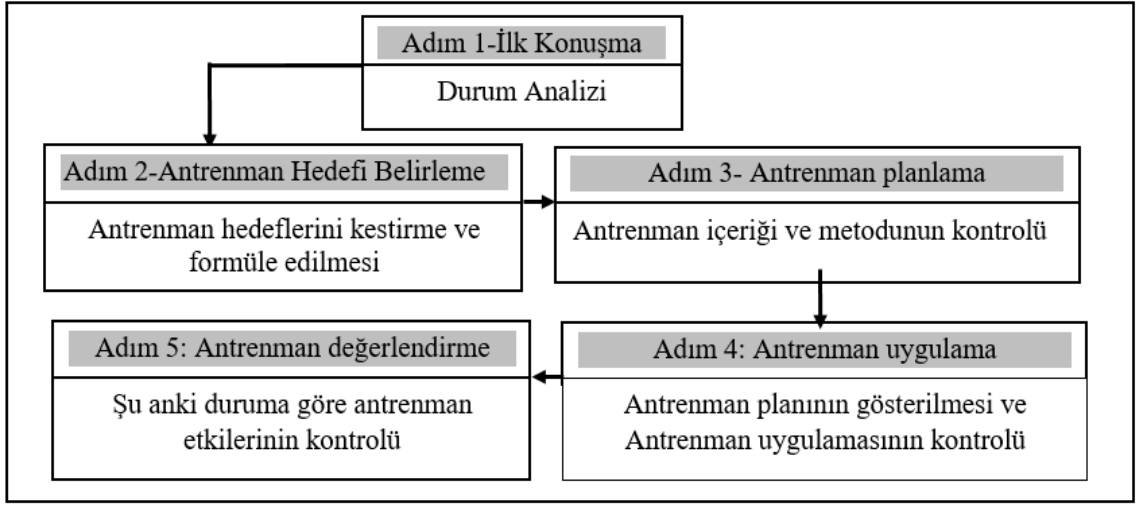 Adım 1-İlk Konuşma
Durum Analizi
Adım 2-Antrenman Hedefi Belirleme
Antrenman hedeflerini kestirme ve
formüle edilmesi
Adım 3- Antrenman planlama
Antrenman içeriği ve metodunun kontrolü
Adım 4: Antrenman uygulama
Antrenman planının gösterilmesi ve
Antrenman uygulamasının kontrolü
Adım 5: Antrenman değerlendirme
Şu anki duruma göre antrenman
etkilerinin kontrolü